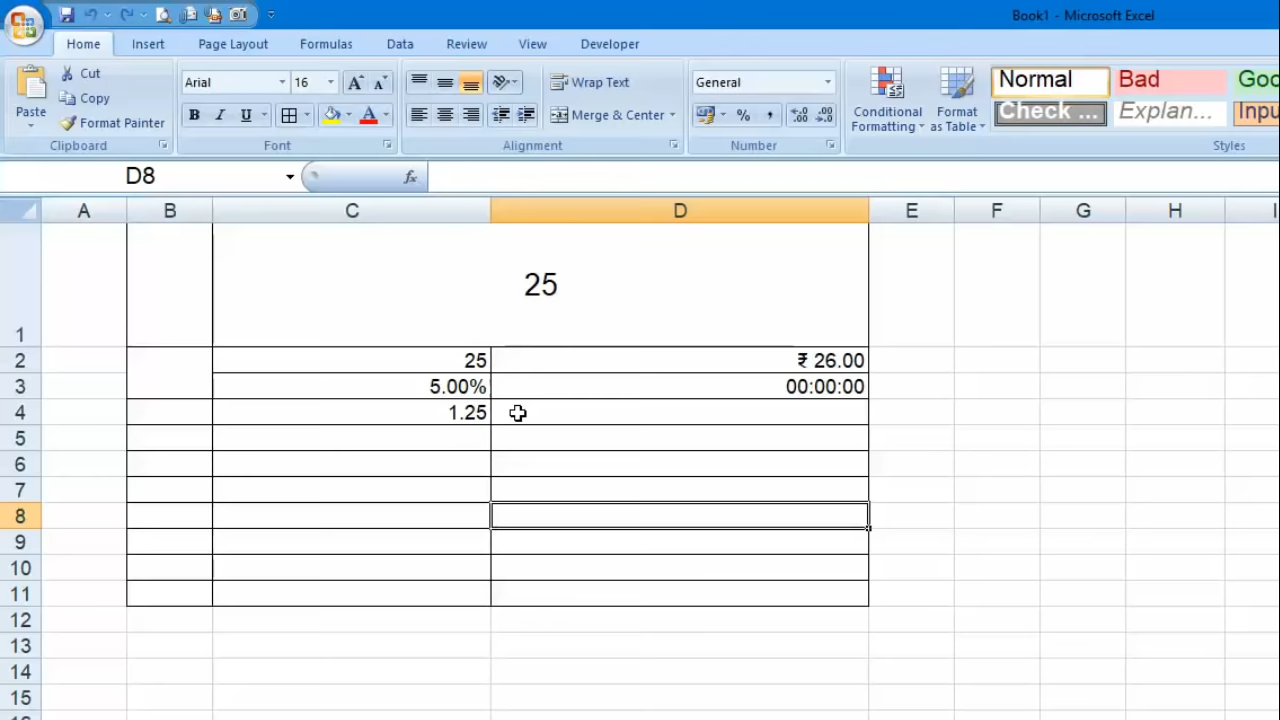 Book1 - Microsoft Excel
Home Insert Page Layout Formulas Data Review View Developer
Paste
Cut
Copy
Format Painter
Clipboard
Arial 16
B I U A
Font
Wrap Text
Merge & Center
Alignment
General
%
Number
Conditional Formatting
Format as Table
Normal Bad Goo
Check ... Explan... Inpu
Styles
D8 fx
A B C D E F G H I
1 25
2 25 ₹ 26.00
3 5.00% 00:00:00
4 1.25
5
6
7
8
9
10
11
12
13
14
15